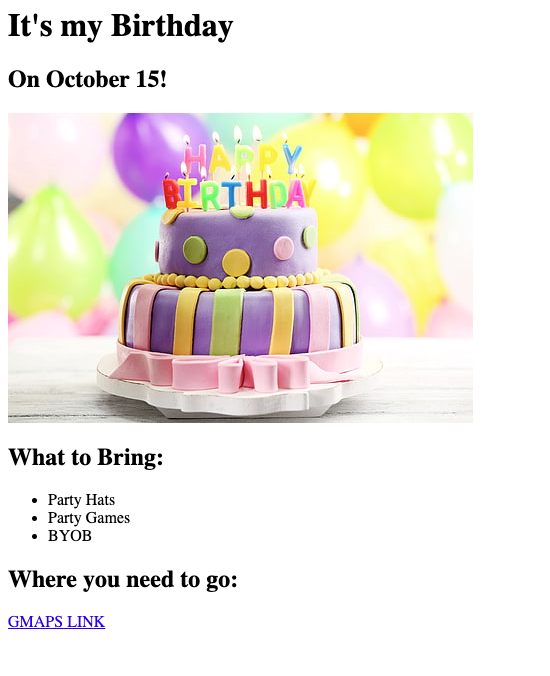 It's my Birthday
On October 15!
HAPPY
BIRTHDAY
What to Bring:
Party Hats
Party Games
BYOB
Where you need to go:
GMAPS LINK